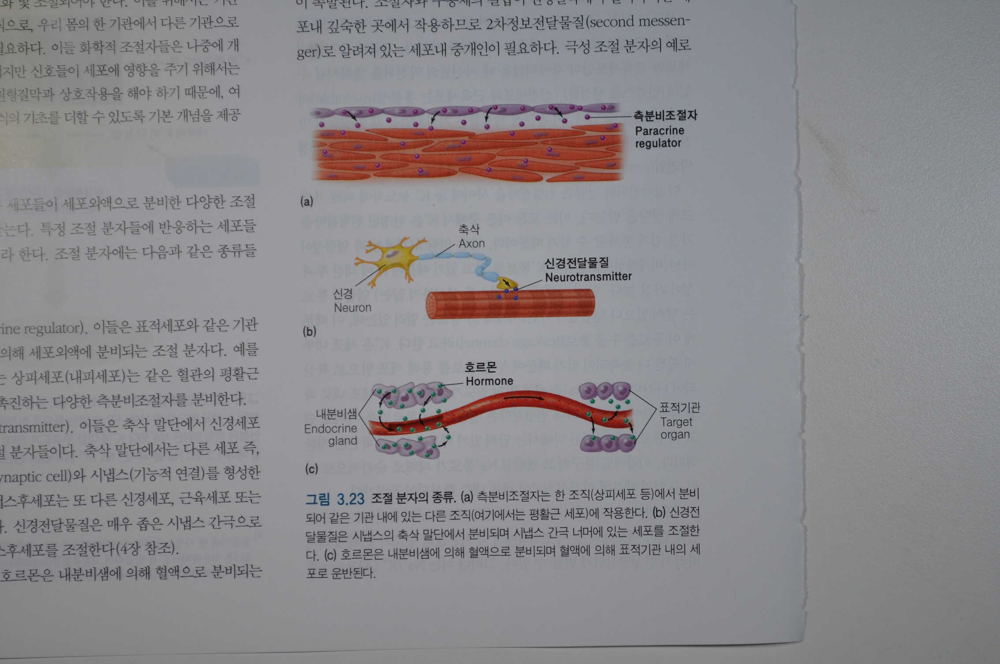 화 및 조절되어야 한다. 이를 위해서는 기관
식으로, 우리 몸의 한 기관에서 다른 기관으로
필요하다. 이들 화학적 조절자들은 나중에 개
하지만 신호들이 세포에 영향을 주기 위해서는
원형질막과 상호작용을 해야 하기 때문에, 여
식의 기초를 더할 수 있도록 기본 개념을 제공
세포들이 세포외액으로 분비한 다양한 조절
받는다. 특정 조절 분자들에 반응하는 세포들
라 한다. 조절 분자에는 다음과 같은 종류들
rine regulator). 이들은 표적세포와 같은 기관
의해 세포외액에 분비되는 조절 분자다. 예를
는 상피세포(내피세포)는 같은 혈관의 평활근
촉진하는 다양한 측분비조절자를 분비한다.
transmitter). 이들은 축삭 말단에서 신경세포
절 분자들이다. 축삭 말단에서는 다른 세포 즉,
ynaptic cell)와 시냅스(기능적 연결)를 형성한
냅스후세포는 또 다른 신경세포, 근육세포 또는
다. 신경전달물질은 매우 좁은 시냅스 간극으로
스후세포를 조절한다(4장 참조).
호르몬은 내분비샘에 의해 혈액으로 분비되는
포내 깊숙한 곳에서 작용하므로 2차정보전달물질(second messen-
ger)로 알려져 있는 세포내 중개인이 필요하다. 극성 조절 분자의 예로
측분비조절자
Paracrine
regulator
(a)
축삭
Axon
신경전달물질
Neurotransmitter
신경
Neuron
(b)
호르몬
Hormone
내분비샘
Endocrine
gland
표적기관
Target
organ
(c)
그림 3.23 조절 분자의 종류. (a) 측분비조절자는 한 조직(상피세포 등)에서 분비
되어 같은 기관 내에 있는 다른 조직(여기에서는 평활근 세포)에 작용한다. (b) 신경전
달물질은 시냅스의 축삭 말단에서 분비되며 시냅스 간극 너머에 있는 세포를 조절한
다. (c) 호르몬은 내분비샘에 의해 혈액으로 분비되며 혈액에 의해 표적기관 내의 세
포로 운반된다.